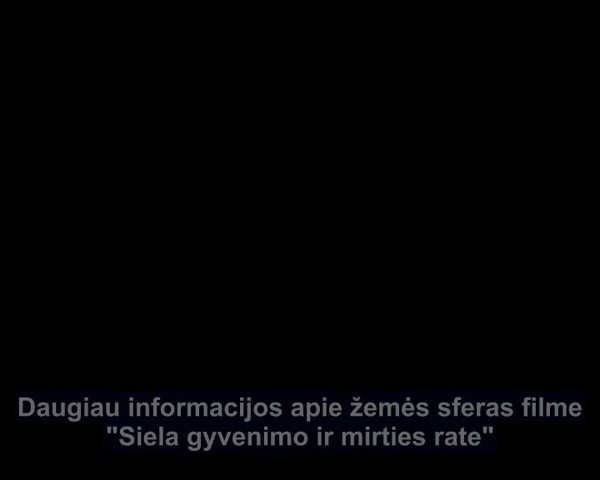 Daugiau informacijos apie žemės sferas filme
"Siela gyvenimo ir mirties rate"